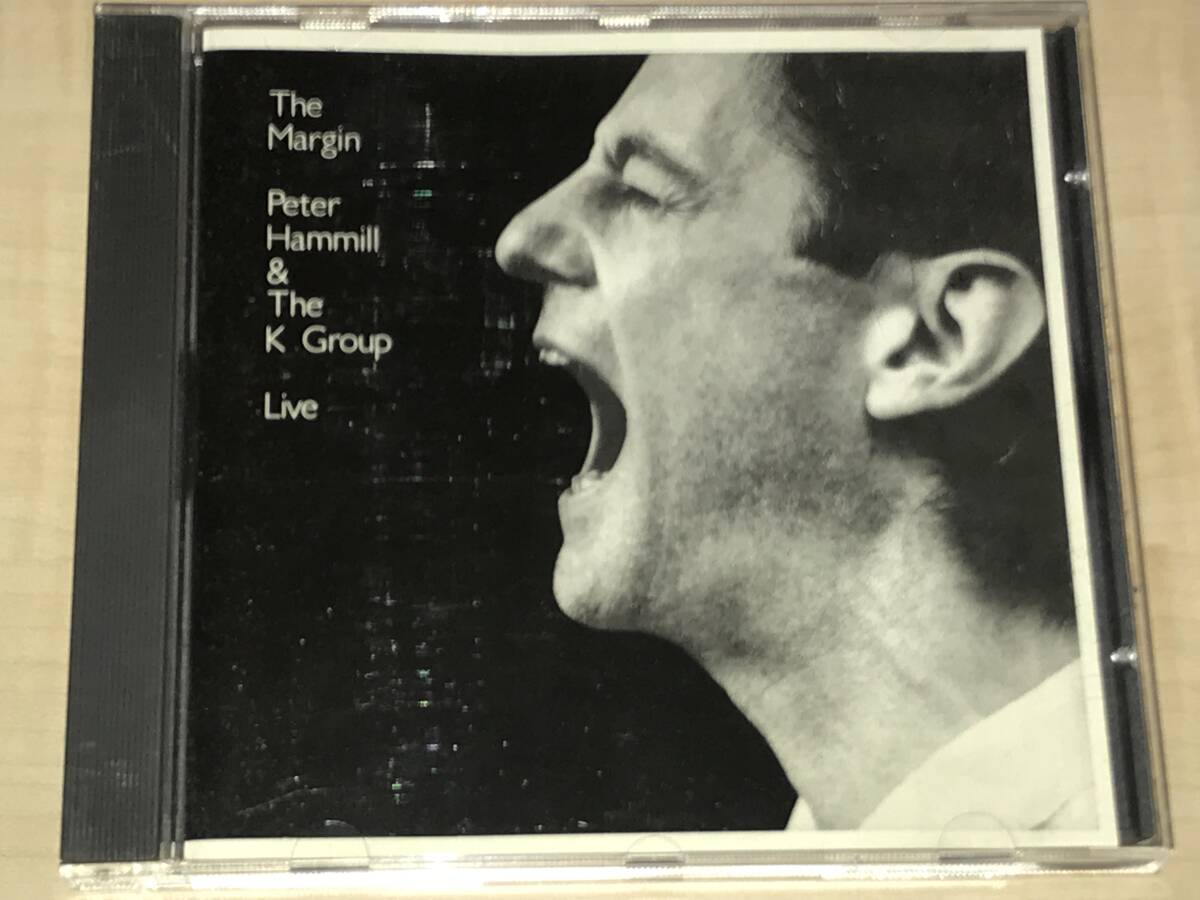 The
Margin
Peter
Hammill
&
The
K Group
Live